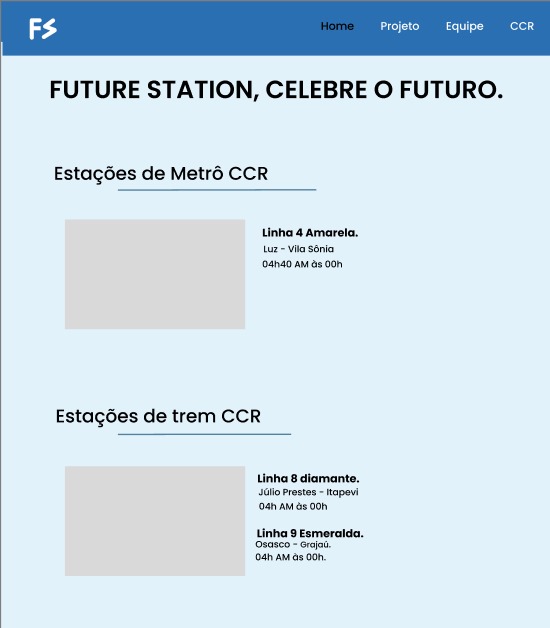 FS
Home Projeto Equipe CCR
FUTURE STATION, CELEBRE O FUTURO.
Estações de Metrô CCR
Linha 4 Amarela.
Luz - Vila Sônia
04h40 AM às 00h
Estações de trem CCR
Linha 8 diamante.
Júlio Prestes - Itapevi
04h AM às 00h
Linha 9 Esmeralda.
Osasco - Grajaú.
04h AM às 00h.